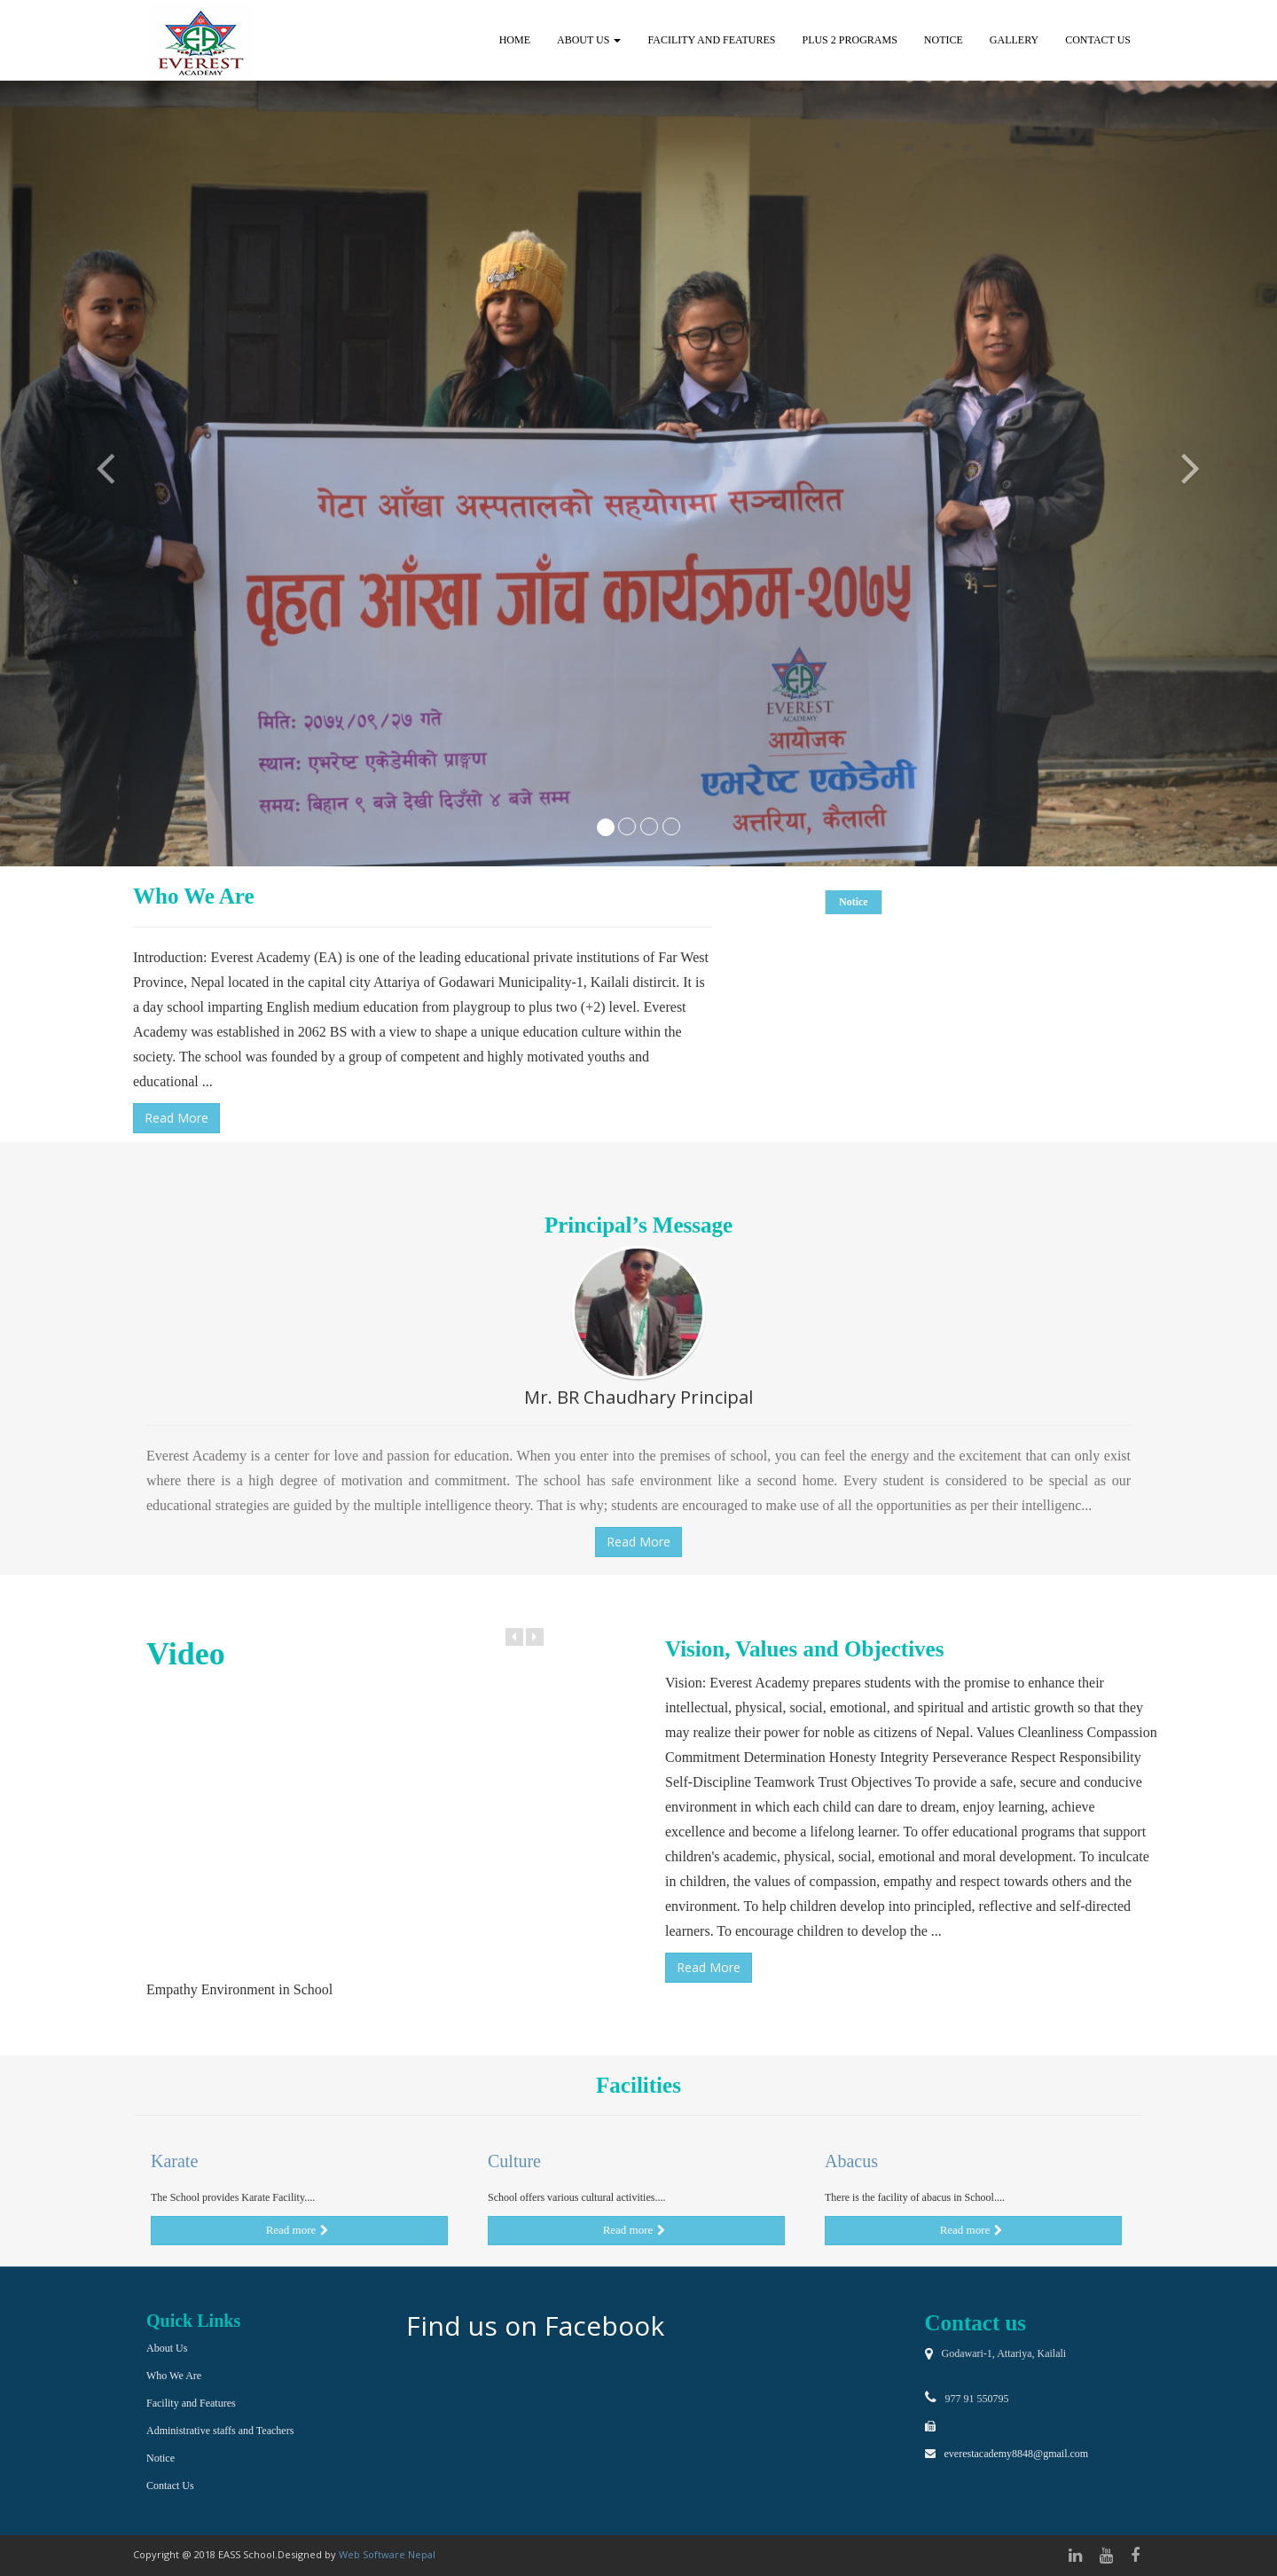 EVEREST
ACADEMY
HOME ABOUT US FACILITY AND FEATURES PLUS 2 PROGRAMS NOTICE GALLERY CONTACT US
गेटा आँखा अस्पतालको सहयोगमा सञ्चालित
वृहत आँखा जाँच कार्यक्रम-२०७५
मिति: २०७५/०९/२७ गते
स्थान: एभरेष्ट एकेडेमीको प्राङ्गण
समय: बिहान ९ बजे देखी दिउँसो ४ बजे सम्म
EVEREST
ACADEMY
आयोजक
एभरेष्ट एकेडेमी
अत्तरिया, कैलाली
Who We Are
Notice
Introduction: Everest Academy (EA) is one of the leading educational private institutions of Far West
Province, Nepal located in the capital city Attariya of Godawari Municipality-1, Kailali distircit. It is
a day school imparting English medium education from playgroup to plus two (+2) level. Everest
Academy was established in 2062 BS with a view to shape a unique education culture within the
society. The school was founded by a group of competent and highly motivated youths and
educational ...
Read More
Principal’s Message
Mr. BR Chaudhary Principal
Everest Academy is a center for love and passion for education. When you enter into the premises of school, you can feel the energy and the excitement that can only exist
where there is a high degree of motivation and commitment. The school has safe environment like a second home. Every student is considered to be special as our
educational strategies are guided by the multiple intelligence theory. That is why; students are encouraged to make use of all the opportunities as per their intelligenc...
Read More
Video
Empathy Environment in School
Vision, Values and Objectives
Vision: Everest Academy prepares students with the promise to enhance their
intellectual, physical, social, emotional, and spiritual and artistic growth so that they
may realize their power for noble as citizens of Nepal. Values Cleanliness Compassion
Commitment Determination Honesty Integrity Perseverance Respect Responsibility
Self-Discipline Teamwork Trust Objectives To provide a safe, secure and conducive
environment in which each child can dare to dream, enjoy learning, achieve
excellence and become a lifelong learner. To offer educational programs that support
children's academic, physical, social, emotional and moral development. To inculcate
in children, the values of compassion, empathy and respect towards others and the
environment. To help children develop into principled, reflective and self-directed
learners. To encourage children to develop the ...
Read More
Facilities
Karate
The School provides Karate Facility....
Read more
Culture
School offers various cultural activities....
Read more
Abacus
There is the facility of abacus in School....
Read more
Quick Links
About Us
Who We Are
Facility and Features
Administrative staffs and Teachers
Notice
Contact Us
Find us on Facebook
Contact us
Godawari-1, Attariya, Kailali
977 91 550795
everestacademy8848@gmail.com
Copyright @ 2018 EASS School.Designed by Web Software Nepal